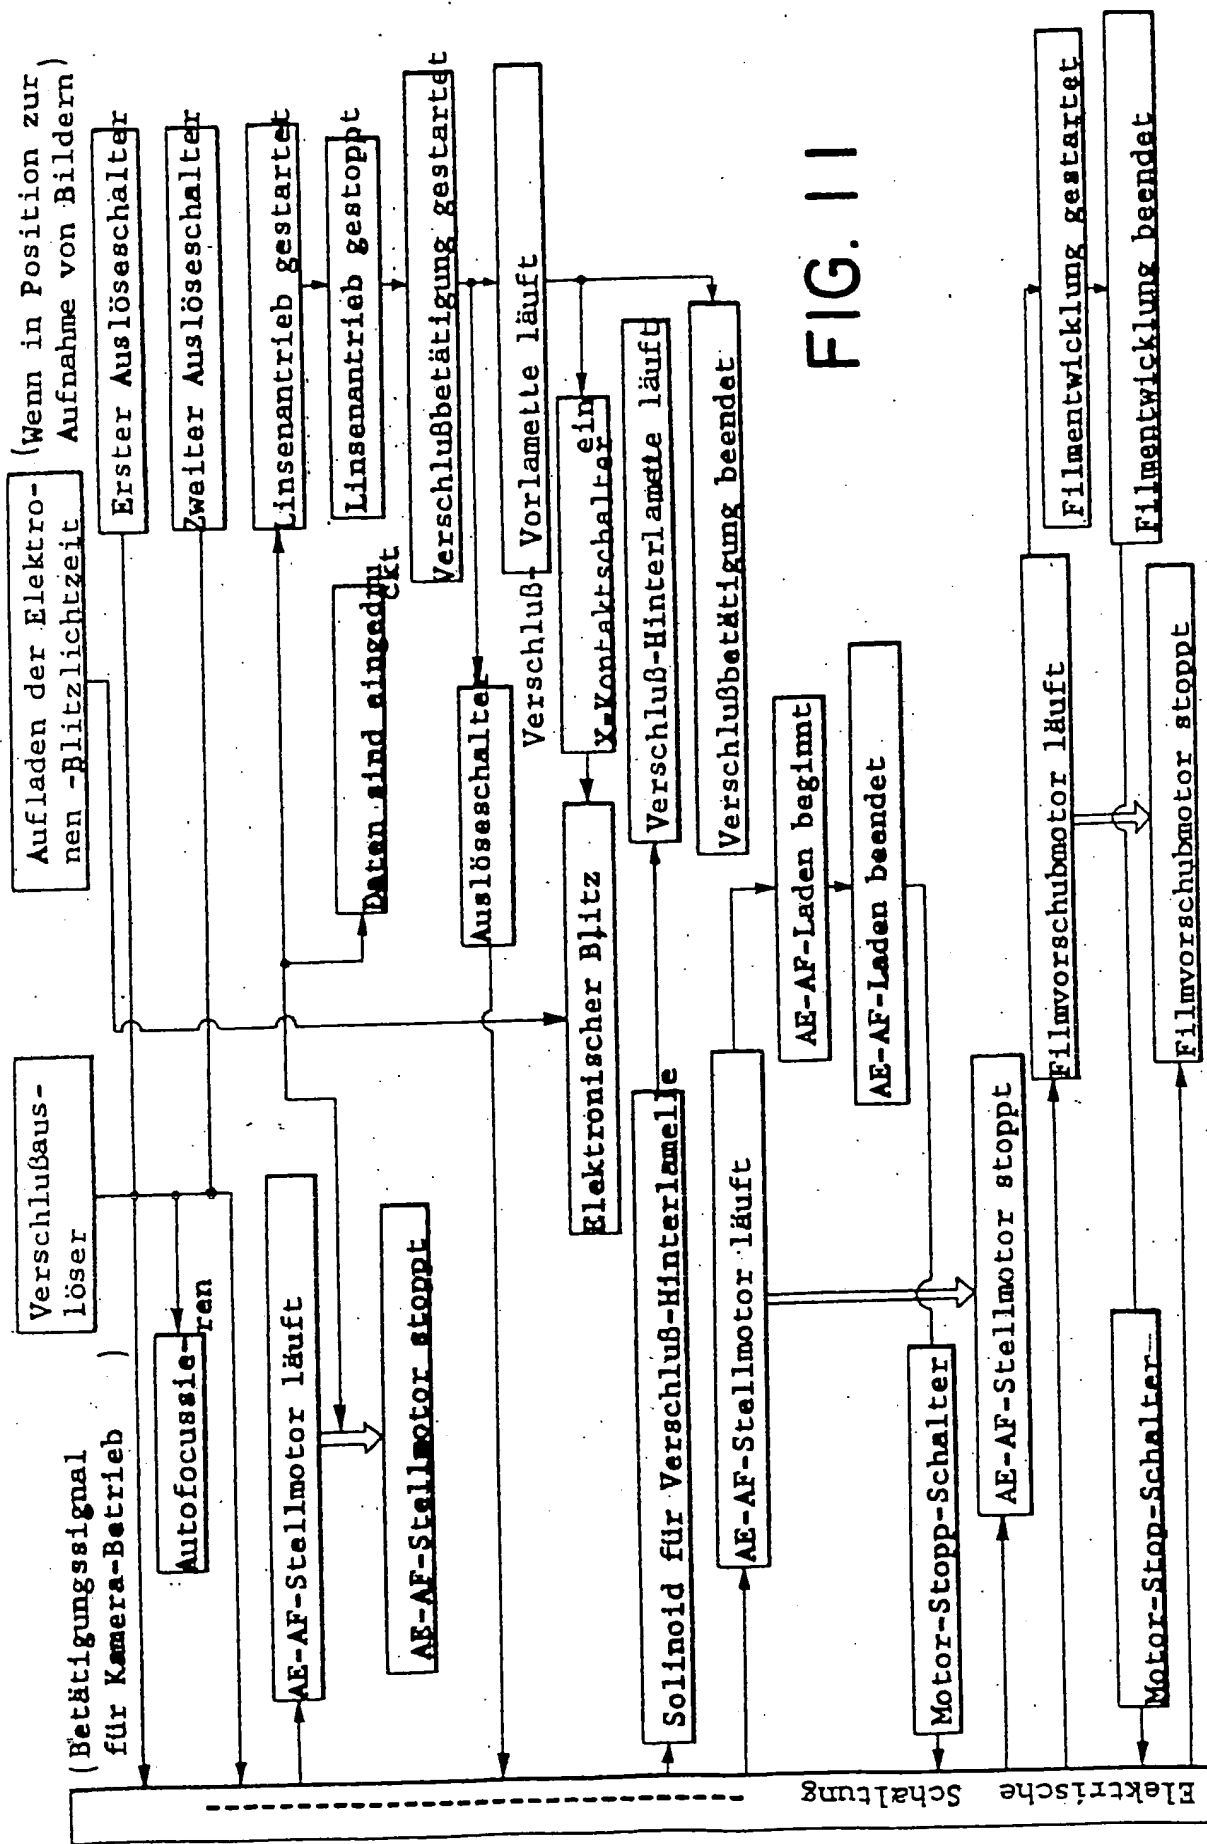 (Betätigungssignal
für Kamera-Betrieb)
Verschlußaus-
löser
Aufladen der Elektro-
nen -Blitzlichtzeit
(Wenn in Position zur
Aufnahme von Bildern)
Erster Auslöseschalter
Autofocussie-
ren
Zweiter Auslöseschalter
AE-AF-Stellmotor läuft
Linsenantrieb gestartet
AE-AF-Stellmotor stoppt
Daten sind eingedru
ckt
Linsenantrieb gestoppt
Verschlußbetätigung gestartet
Auslöseschalter
Verschluß- Vorlamette läuft
Elektronischer Blitz
ein
X-Kontaktschalter
Solinoid für Verschluß-Hinterlamelle
Verschluß-Hinterlamette läuft
Verschlußbetätigung beendet
AE-AF-Stellmotor läuft
AE-AF-Laden beginnt
AE-AF-Laden beendet
FIG. 11
Motor-Stopp-Schalter
AE-AF-Stellmotor stoppt
Filmvorschubmotor läuft
Filmentwicklung gestartet
Filmentwicklung beendet
Motor-Stop-Schalter
Filmvorschubmotor stoppt
Elektrische Schaltung